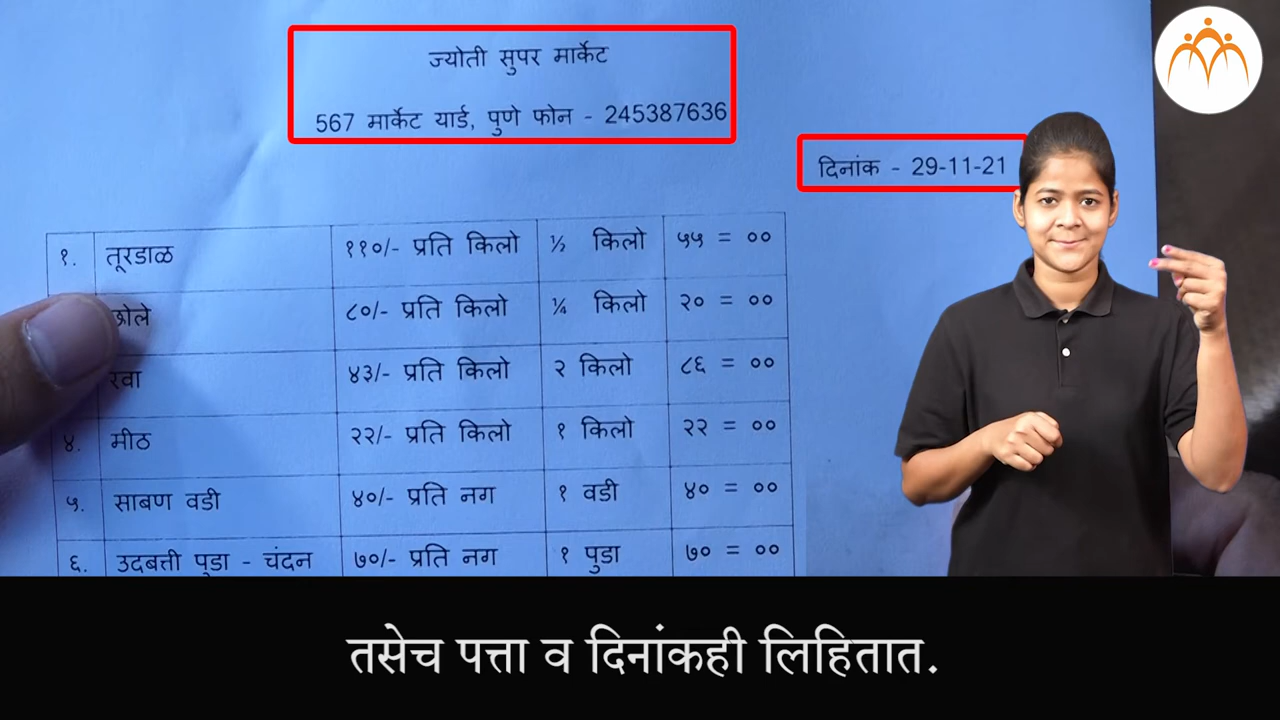 ज्योती सुपर मार्केट
567 मार्केट यार्ड, पुणे फोन - 245387636
दिनांक - 29-11-21
१. तूरडाळ ११०/- प्रति किलो ½ किलो ५५ = ००
छोले ८०/- प्रति किलो ¼ किलो २० = ००
रवा ४३/- प्रति किलो २ किलो ८६ = ००
४. मीठ २२/- प्रति किलो १ किलो २२ = ००
५. साबण वडी ४०/- प्रति नग १ वडी ४० = ००
६. उदबत्ती पुडा - चंदन ७०/- प्रति नग १ पुडा ७० = ००
तसेच पत्ता व दिनांकही लिहितात.